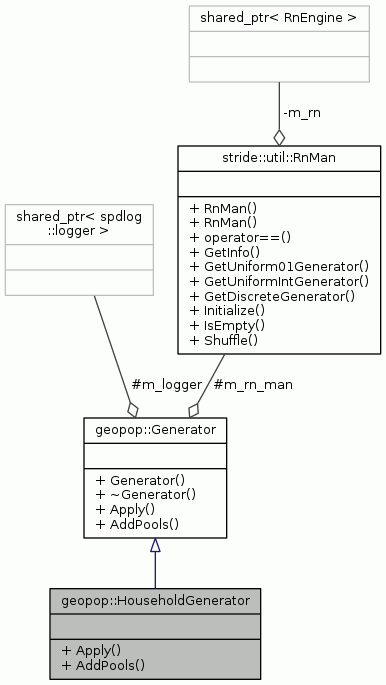 shared_ptr< RnEngine >
-m_rn
stride::util::RnMan
+ RnMan()
+ RnMan()
+ operator==()
+ GetInfo()
+ GetUniform01Generator()
+ GetUniformIntGenerator()
+ GetDiscreteGenerator()
+ Initialize()
+ IsEmpty()
+ Shuffle()
shared_ptr< spdlog
::logger >
#m_logger
#m_rn_man
geopop::Generator
+ Generator()
+ ~Generator()
+ Apply()
+ AddPools()
geopop::HouseholdGenerator
+ Apply()
+ AddPools()